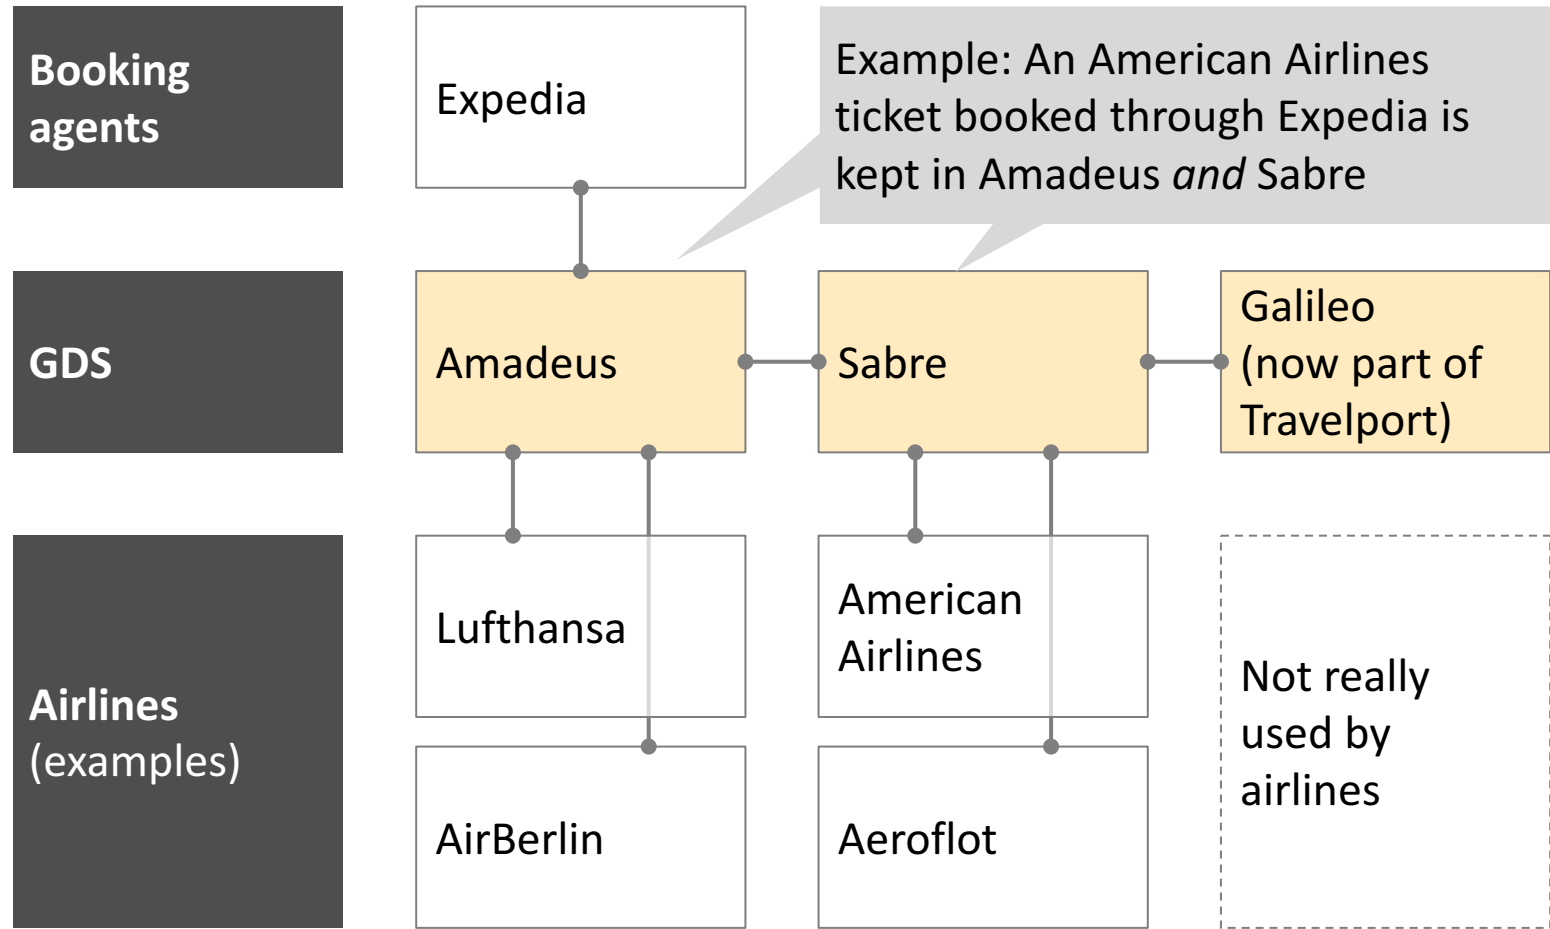 Booking
agents
Expedia
Example: An American Airlines
ticket booked through Expedia is
kept in Amadeus and Sabre
GDS
Amadeus
Sabre
Galileo
(now part of
Travelport)
Airlines
(examples)
Lufthansa
American
Airlines
Not really
used by
airlines
AirBerlin
Aeroflot